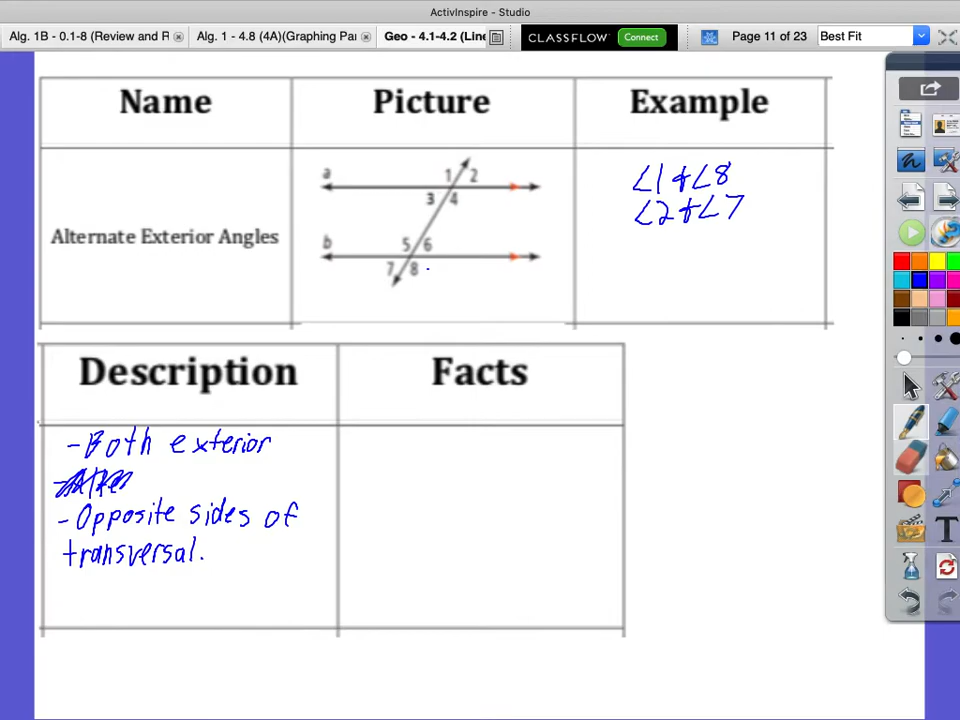 ActivInspire - Studio
Alg. 1B - 0.1-8 (Review and R
Alg. 1 - 4.8 (4A)(Graphing Pa
Geo - 4.1-4.2 (Line
CLASSFLOW
Connect
Page 11 of 23
Best Fit
Name
Picture
Example
Alternate Exterior Angles
a
1
2
3
4
b
5
6
7
8
∠1 & ∠8
∠2 & ∠7
Description
Facts
- Both exterior
- Opposite sides of
transversal.
T